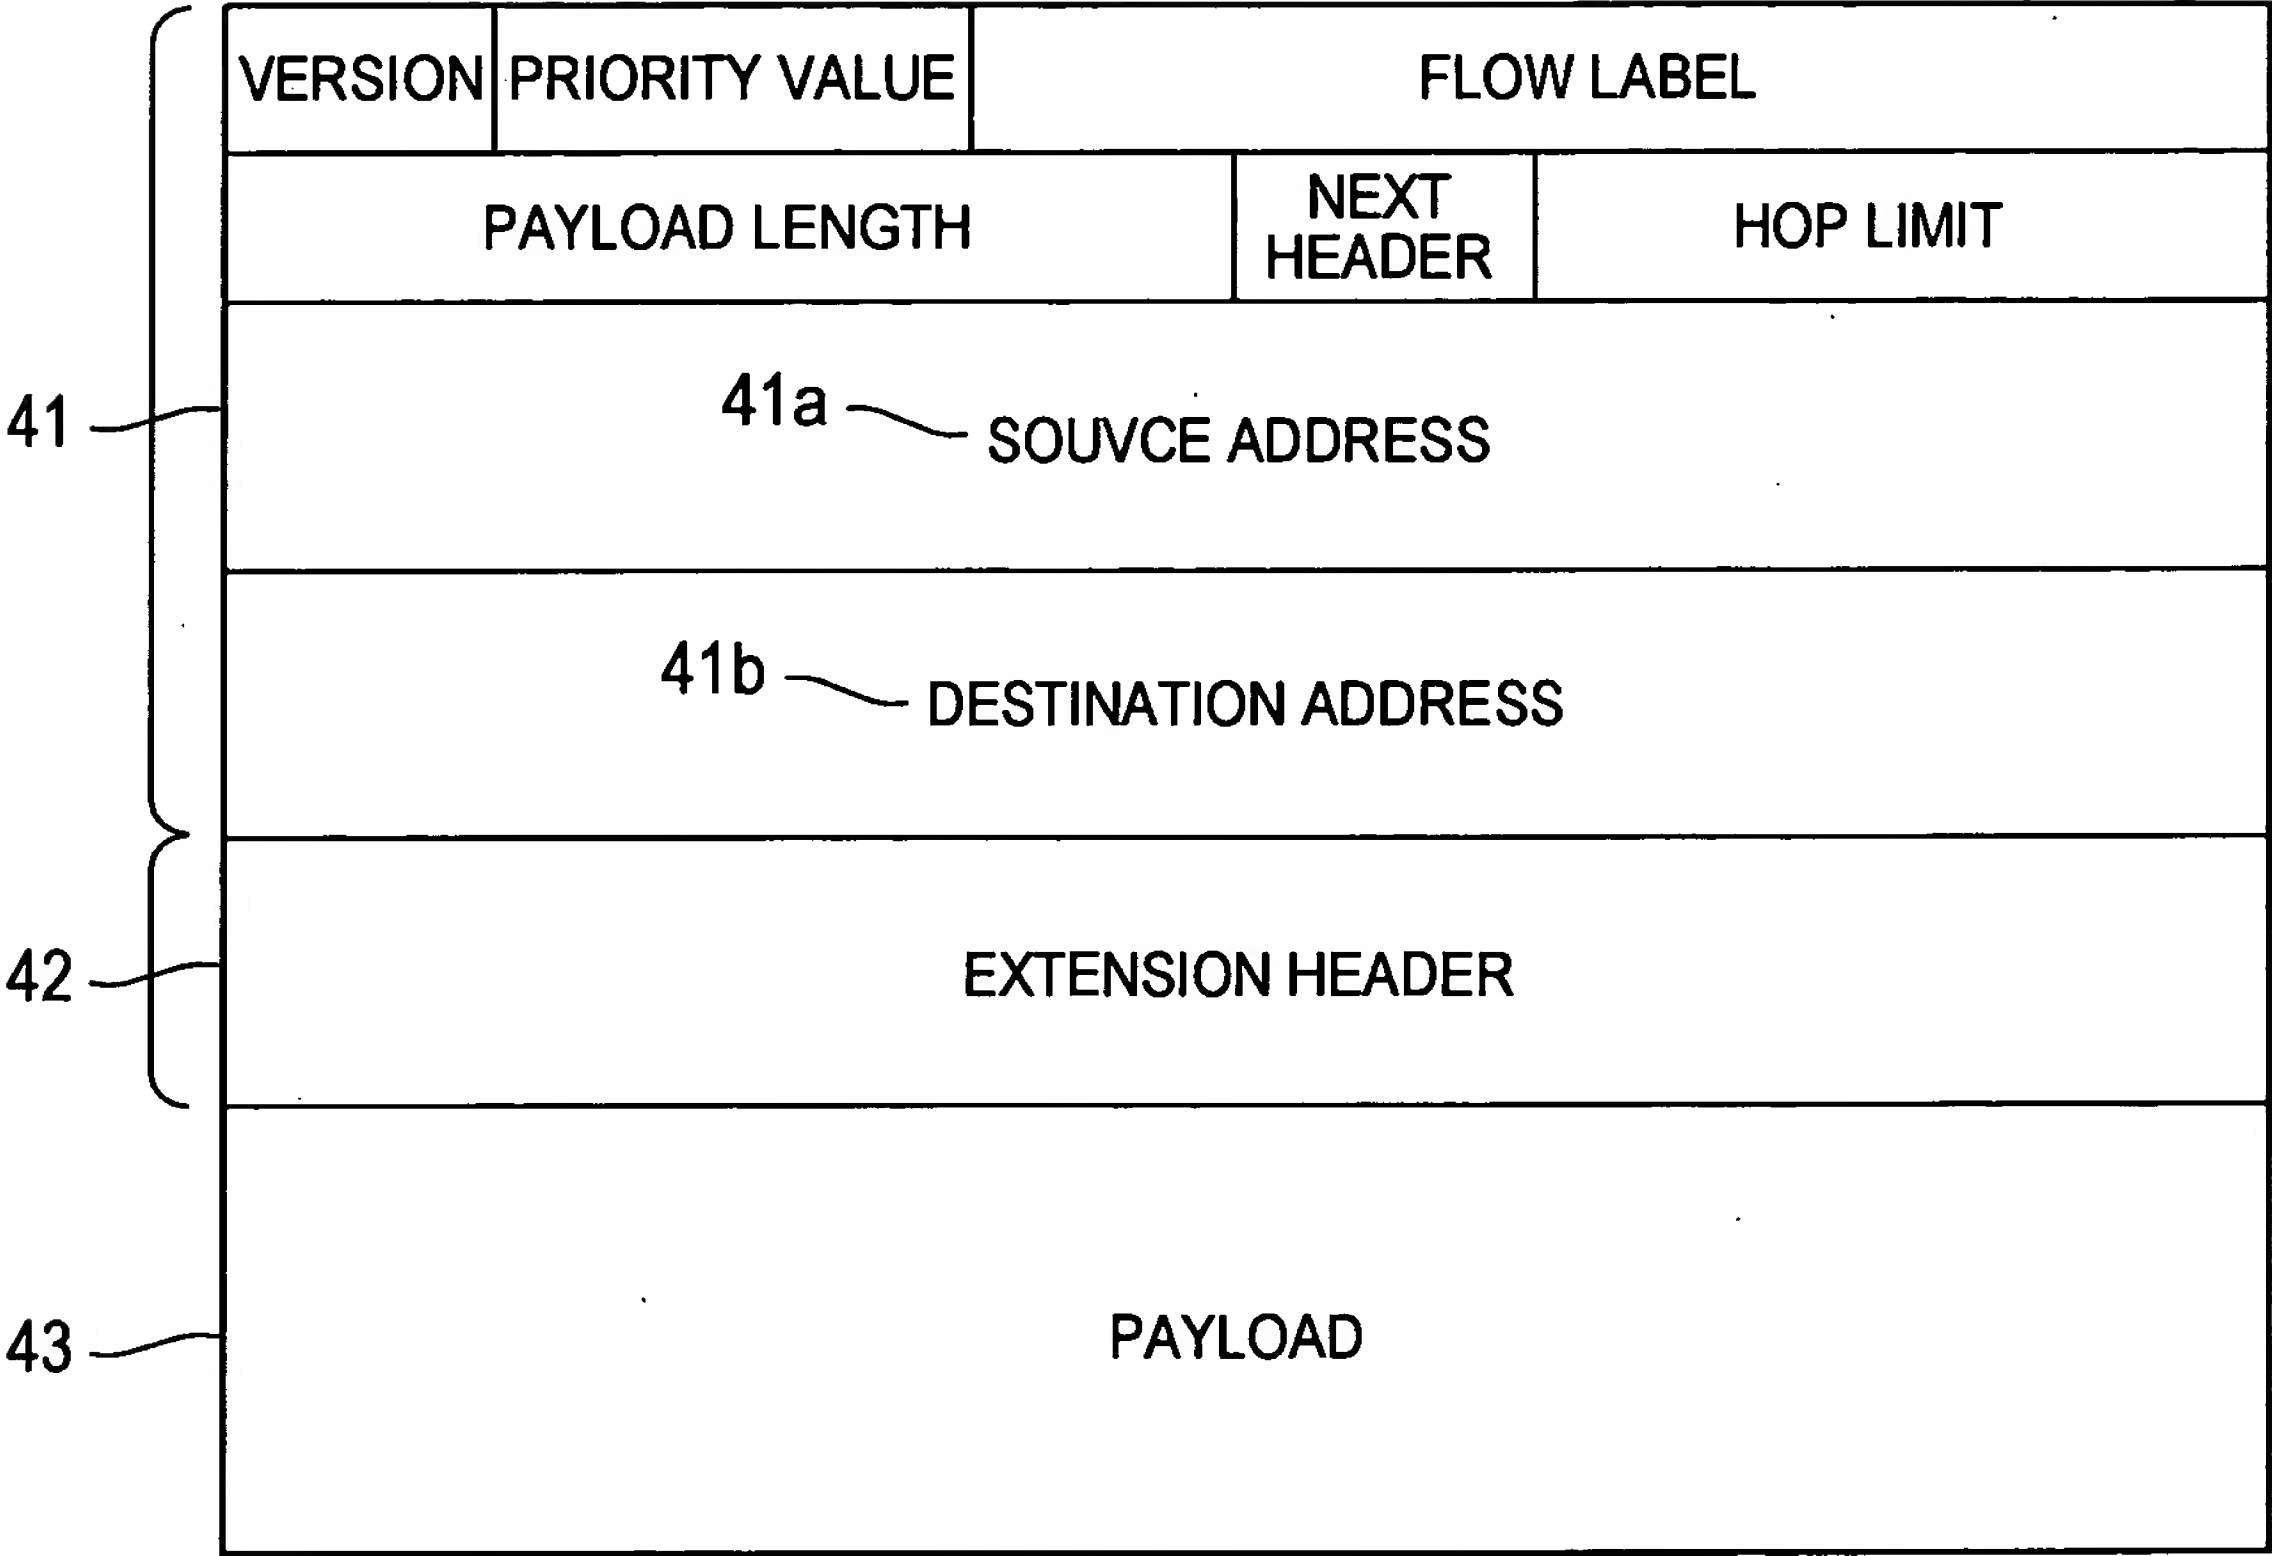 VERSION PRIORITY VALUE FLOW LABEL
PAYLOAD LENGTH NEXT HEADER HOP LIMIT
41 41a SOUVCE ADDRESS
41b DESTINATION ADDRESS
42 EXTENSION HEADER
43 PAYLOAD